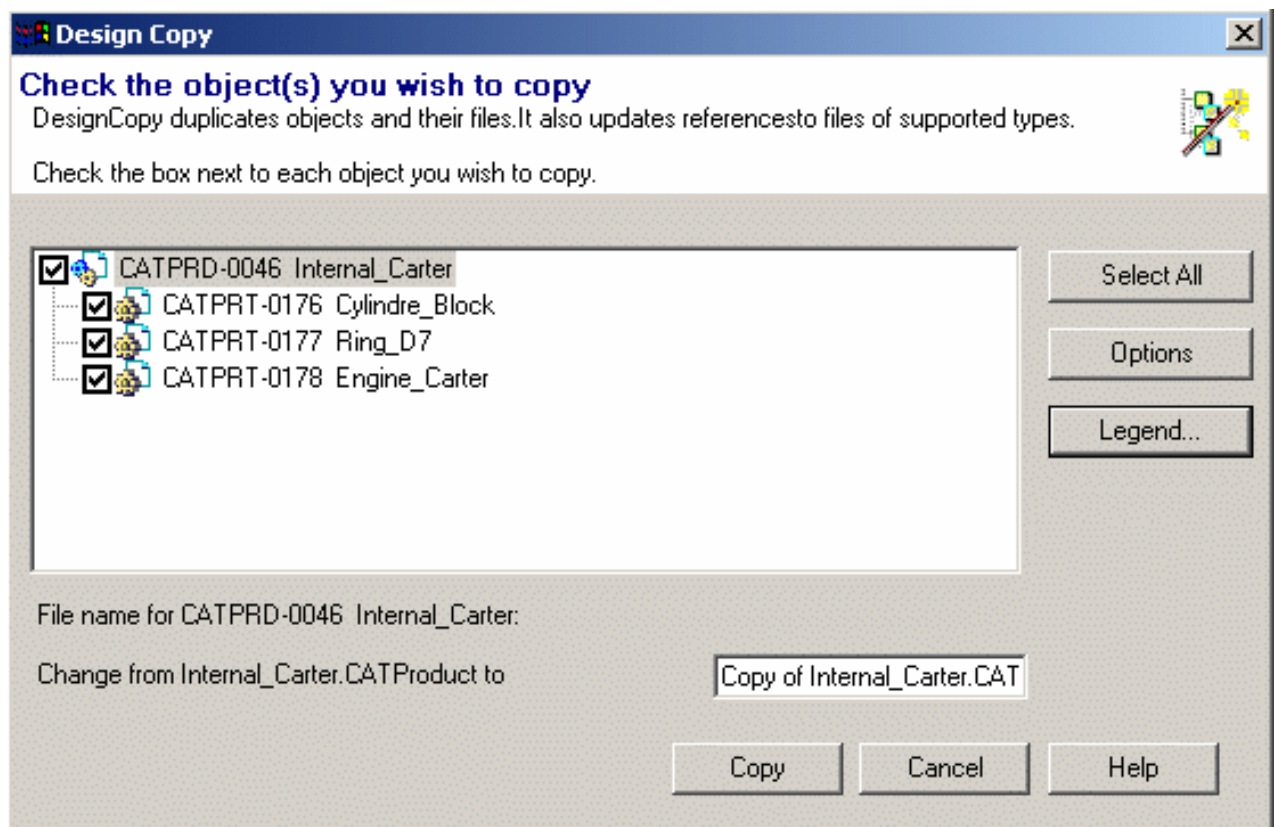 Design Copy
Check the object(s) you wish to copy
DesignCopy duplicates objects and their files.It also updates referencesto files of supported types.
Check the box next to each object you wish to copy.
CATPRD-0046 Internal_Carter
CATPRT-0176 Cylindre_Block
CATPRT-0177 Ring_D7
CATPRT-0178 Engine_Carter
Select All
Options
Legend...
File name for CATPRD-0046 Internal_Carter:
Change from Internal_Carter.CATProduct to
Copy of Internal_Carter.CAT
Copy
Cancel
Help